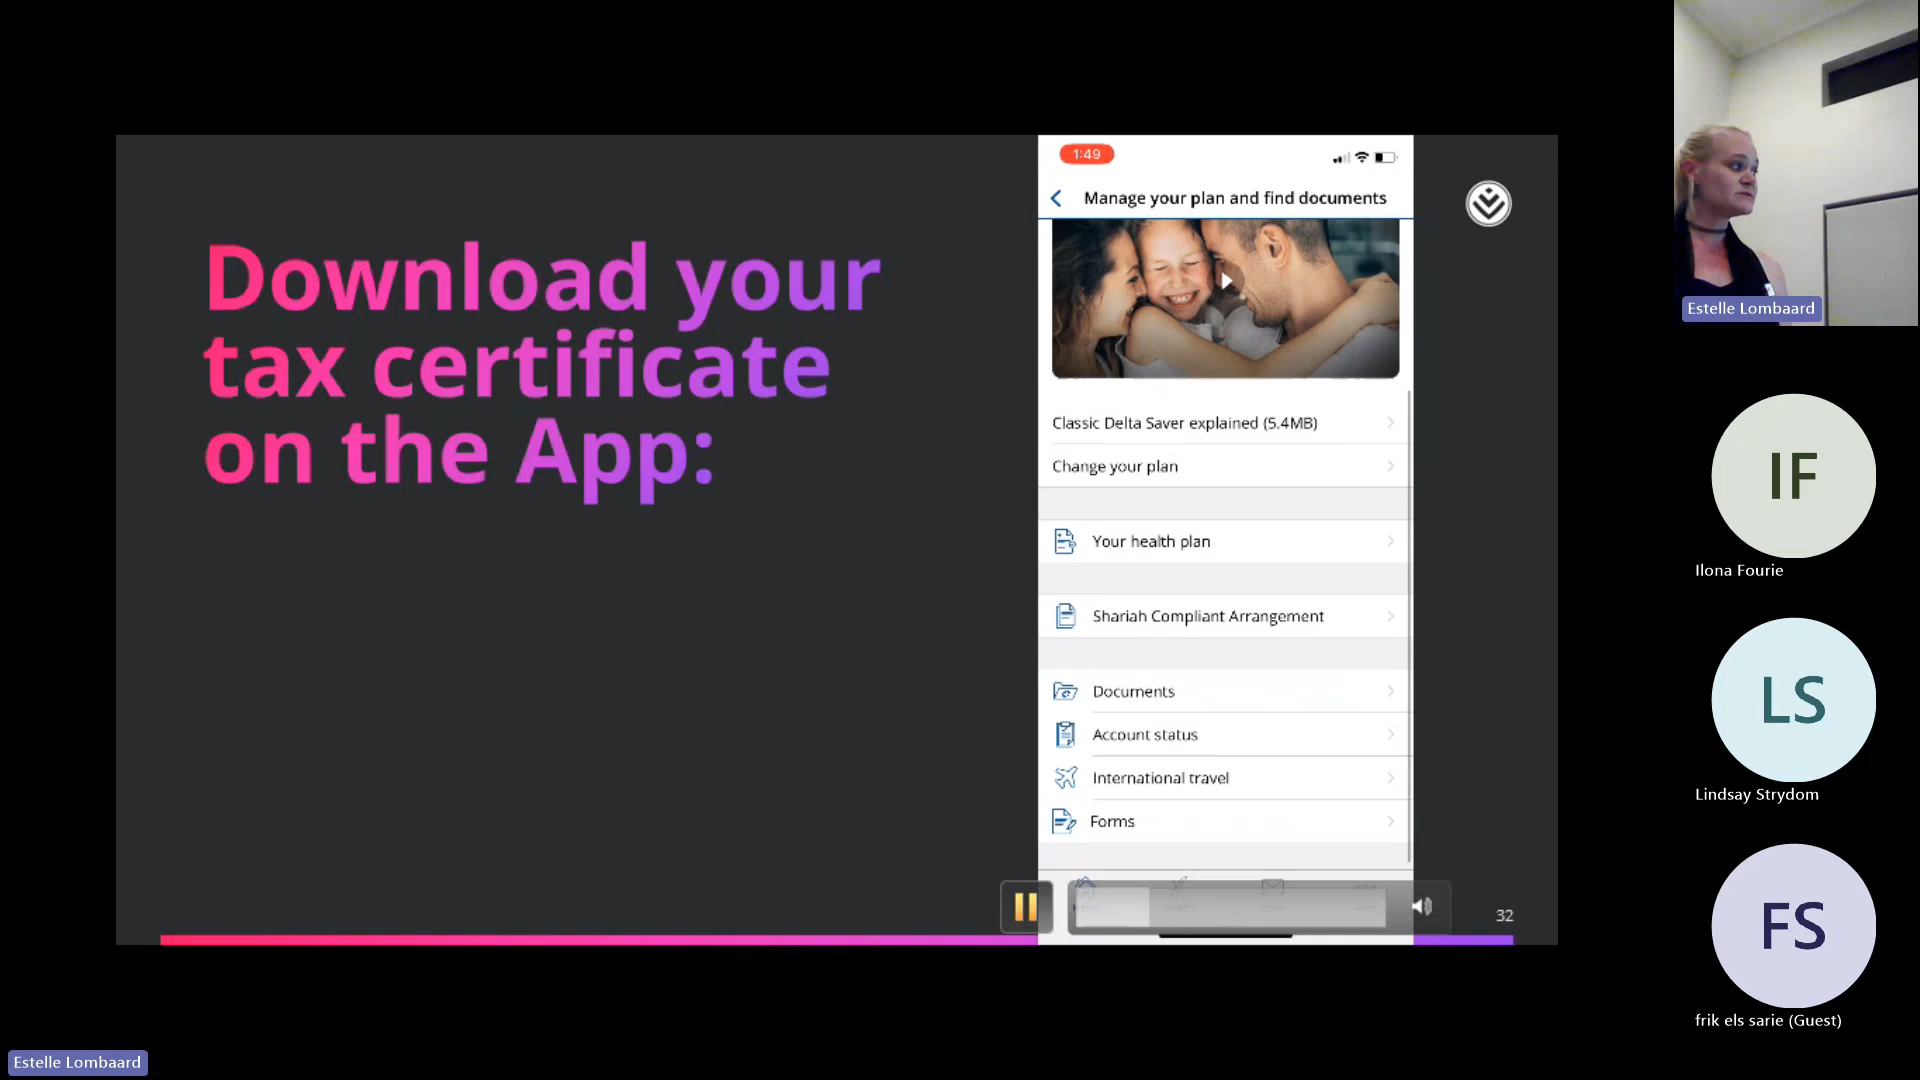 Download your
tax certificate
on the App:
1:49
Manage your plan and find documents
Classic Delta Saver explained (5.4MB)
Change your plan
Your health plan
Shariah Compliant Arrangement
Documents
Account status
International travel
Forms
32
Estelle Lombaard
IF
Ilona Fourie
LS
Lindsay Strydom
FS
frik els sarie (Guest)
Estelle Lombaard